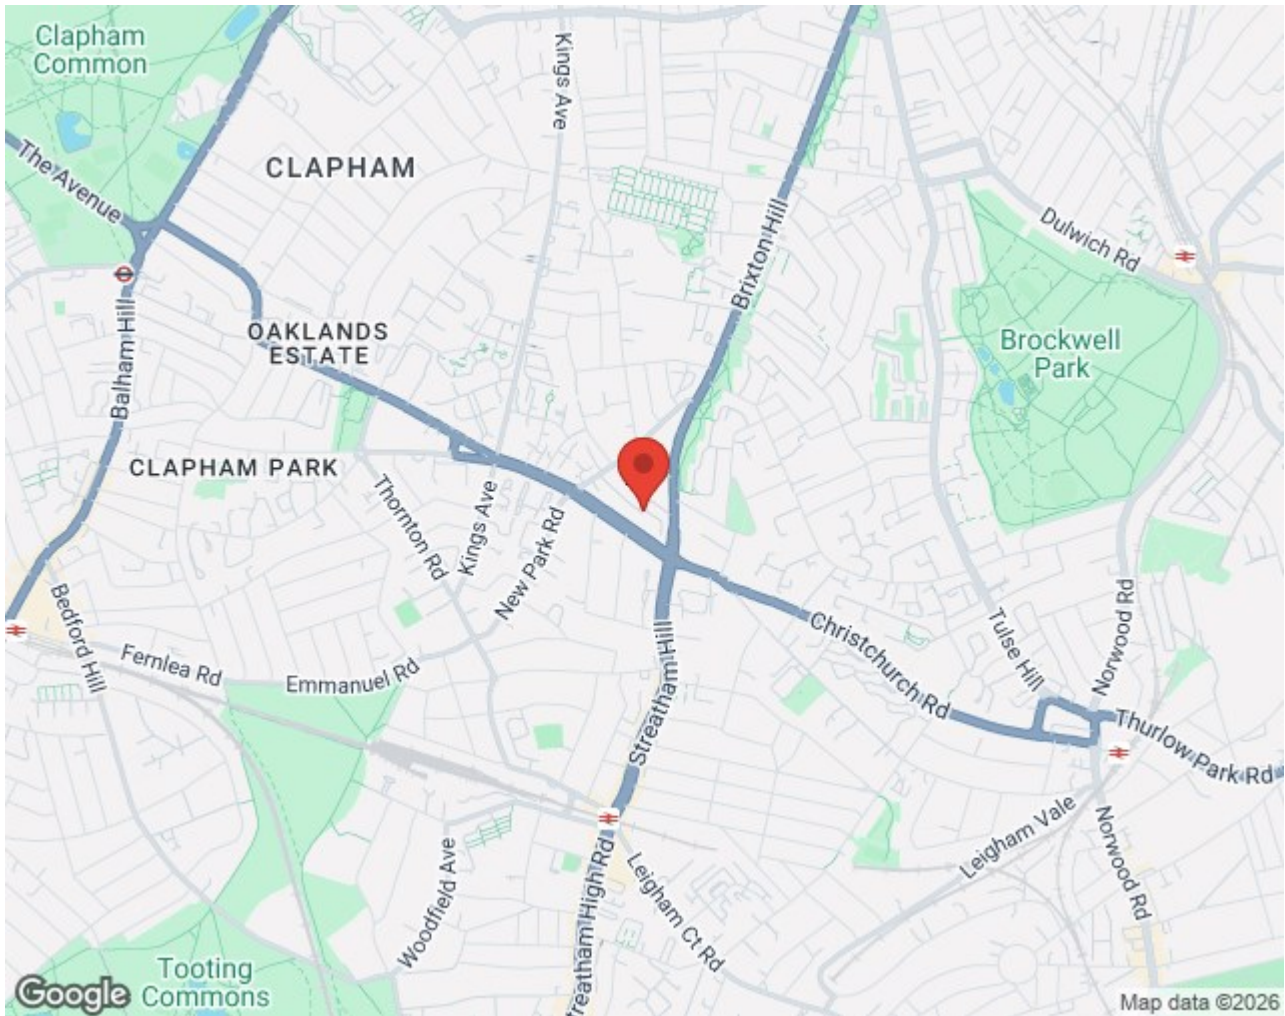 Clapham
Common
Kings Ave
The Avenue
CLAPHAM
Brixton Hill
Dulwich Rd
Balham Hill
OAKLANDS
ESTATE
Brockwell
Park
CLAPHAM PARK
Thornton Rd
Kings Ave
New Park Rd
Bedford Hill
Fernlea Rd
Emmanuel Rd
Streatham Hill
Christchurch Rd
Tulse Hill
Norwood Rd
Thurlow Park Rd
Woodfield Ave
treatham High Rd
Leigham Ct Rd
Leigham Vale
Norwood Rd
Tooting
Commons
Google
Map data ©2026